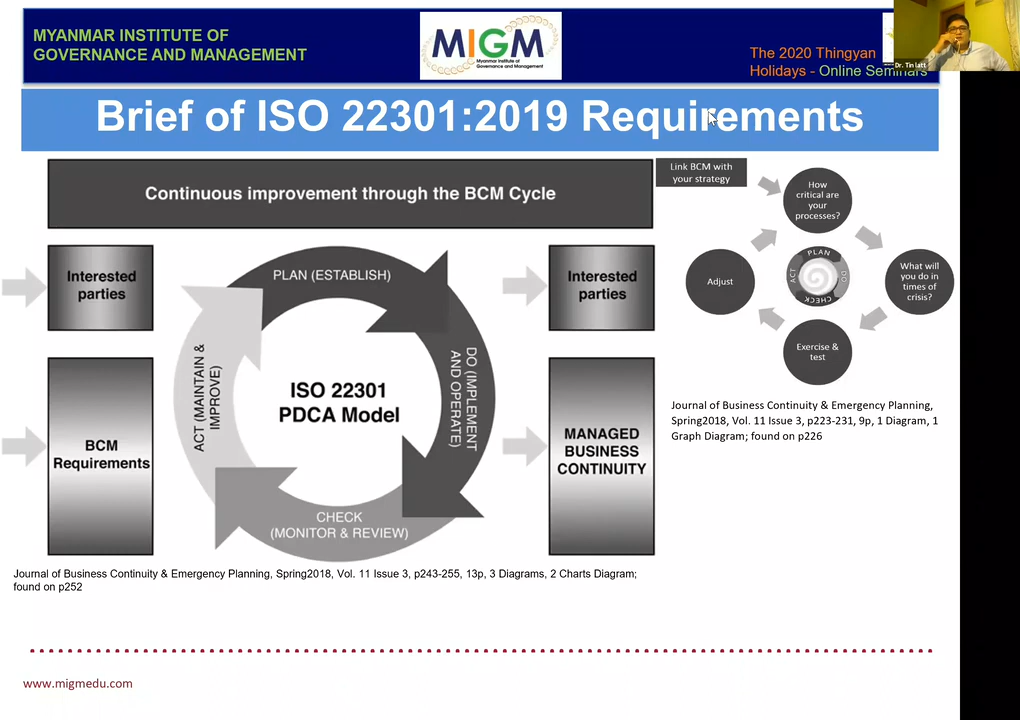 MYANMAR INSTITUTE OF
GOVERNANCE AND MANAGEMENT
MIGM
Myanmar Institute of
Governance and Management
The 2020 Thingyan
Holidays - Online Seminars
Dr. Tin latt
Brief of ISO 22301:2019 Requirements
Continuous improvement through the BCM Cycle
Interested
parties
BCM
Requirements
PLAN (ESTABLISH)
DO (IMPLEMENT
AND OPERATE)
CHECK
(MONITOR & REVIEW)
ACT (MAINTAIN &
IMPROVE)
ISO 22301
PDCA Model
Interested
parties
MANAGED
BUSINESS
CONTINUITY
Journal of Business Continuity & Emergency Planning, Spring2018, Vol. 11 Issue 3, p243-255, 13p, 3 Diagrams, 2 Charts Diagram;
found on p252
Link BCM with
your strategy
How
critical are
your
processes?
What will
you do in
times of
crisis?
Exercise &
test
Adjust
PLAN
DO
CHECK
ACT
Journal of Business Continuity & Emergency Planning,
Spring2018, Vol. 11 Issue 3, p223-231, 9p, 1 Diagram, 1
Graph Diagram; found on p226
www.migmedu.com